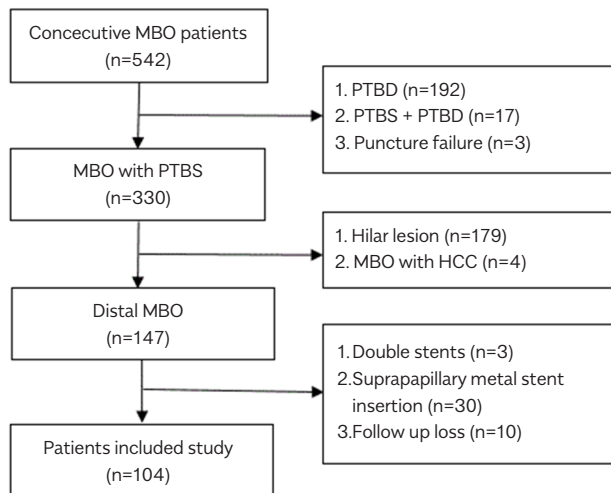 Concecutive MBO patients
(n=542)
1. PTBD (n=192)
2. PTBS + PTBD (n=17)
3. Puncture failure (n=3)
MBO with PTBS
(n=330)
1. Hilar lesion (n=179)
2. MBO with HCC (n=4)
Distal MBO
(n=147)
1. Double stents (n=3)
2.Suprapapillary metal stent
insertion (n=30)
3.Follow up loss (n=10)
Patients included study
(n=104)